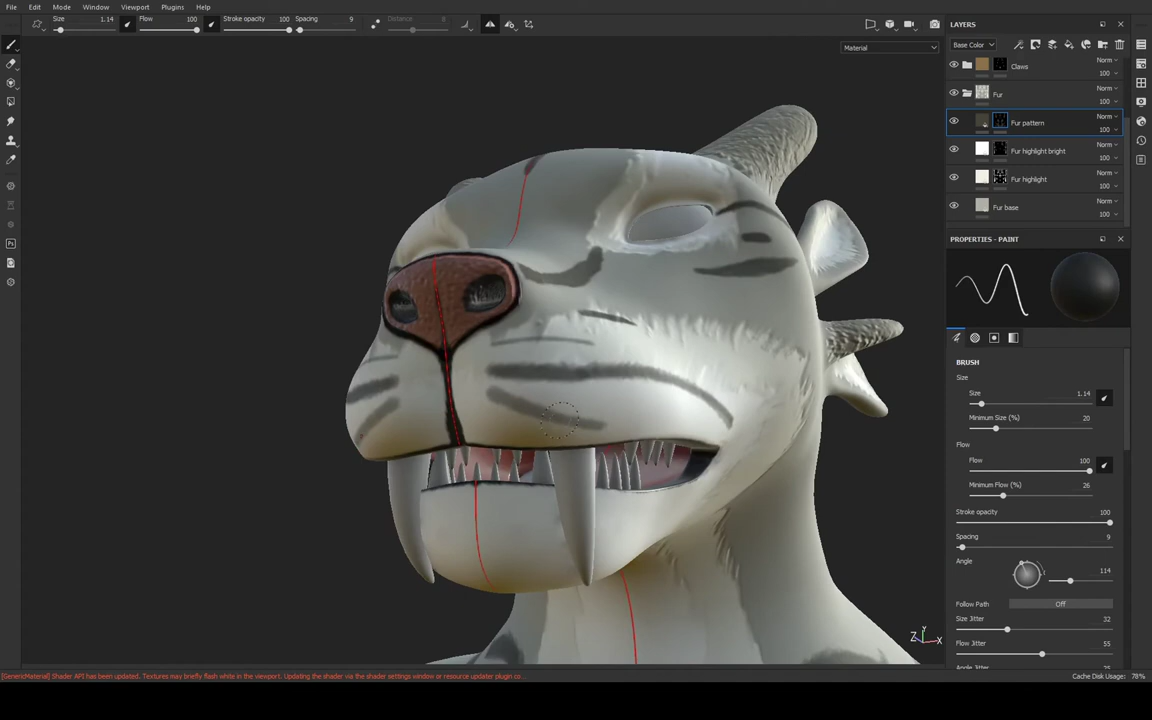 File Edit Window Viewport Plugins Help
Size 1.14 Flow 100 Stroke opacity 100 Spacing 9 Distance 8
Material
LAYERS
Base Color
Claws Norm 100
Fur Norm 100
Fur pattern Norm 100
Fur highlight bright Norm 100
Fur highlight Norm 100
Fur base Norm 100
PROPERTIES - PAINT
BRUSH
Size
Size 1.14
Minimum Size (%) 20
Flow
Flow 100
Minimum Flow (%) 26
Stroke opacity 100
Spacing 9
Angle
114
Follow Path Off
Size Jitter 32
Flow Jitter 55
Angle Jitter 25
Y
Z X
Ps
[GenericMaterial] Shader API has been updated. Textures may briefly flash white in the viewport. Updating the shader via the shader settings window or resource updater plugin co...
Cache Disk Usage: 78%